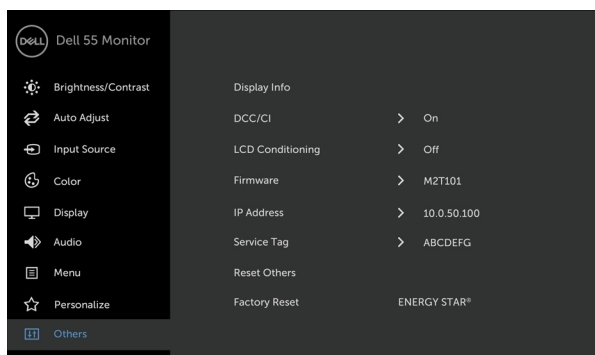 DELL Dell 55 Monitor
Brightness/Contrast
Auto Adjust
Input Source
Color
Display
Audio
Menu
Personalize
Others
Display Info
DCC/CI > On
LCD Conditioning > Off
Firmware > M2T101
IP Address > 10.0.50.100
Service Tag > ABCDEFG
Reset Others
Factory Reset ENERGY STAR®